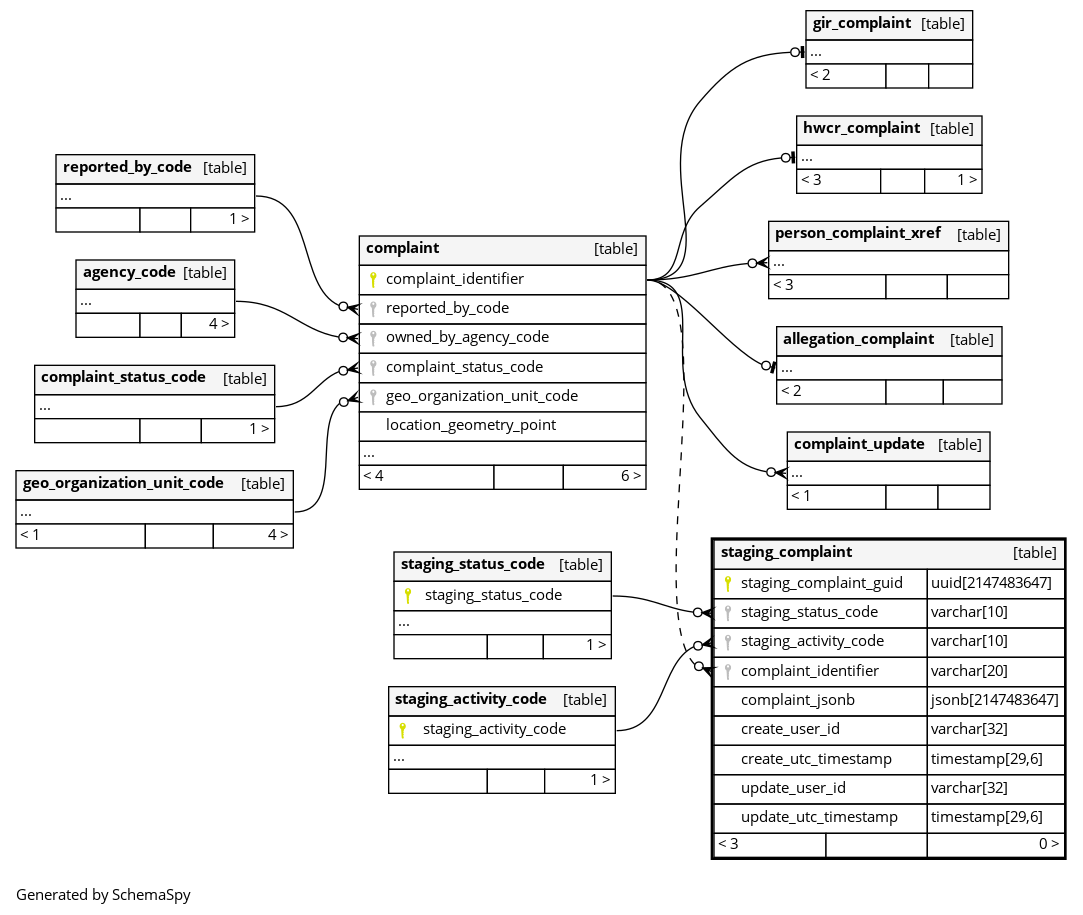 gir_complaint [table]
...
< 2
hwcr_complaint [table]
...
< 3 1 >
reported_by_code [table]
...
1 >
person_complaint_xref [table]
...
< 3
complaint [table]
complaint_identifier
reported_by_code
owned_by_agency_code
complaint_status_code
geo_organization_unit_code
location_geometry_point
...
< 4 6 >
agency_code [table]
...
4 >
allegation_complaint [table]
...
< 2
complaint_status_code [table]
...
1 >
complaint_update [table]
...
< 1
geo_organization_unit_code [table]
...
< 1 4 >
staging_status_code [table]
staging_status_code
...
1 >
staging_complaint [table]
staging_complaint_guid uuid[2147483647]
staging_status_code varchar[10]
staging_activity_code varchar[10]
complaint_identifier varchar[20]
complaint_jsonb jsonb[2147483647]
create_user_id varchar[32]
create_utc_timestamp timestamp[29,6]
update_user_id varchar[32]
update_utc_timestamp timestamp[29,6]
< 3 0 >
staging_activity_code [table]
staging_activity_code
...
1 >
Generated by SchemaSpy